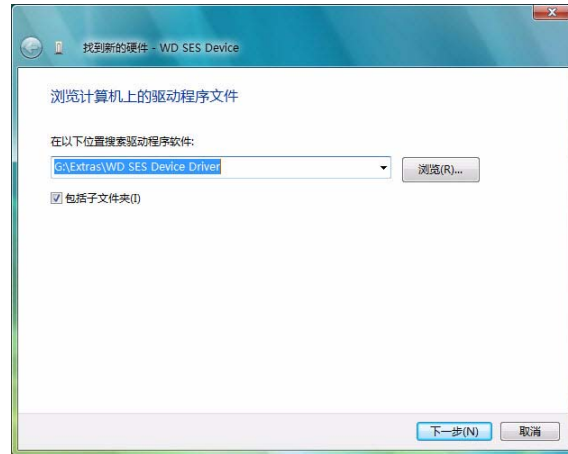 找到新的硬件 - WD SES Device
浏览计算机上的驱动程序文件
在以下位置搜索驱动程序软件:
G:\Extras\WD SES Device Driver
浏览(R)...
包括子文件夹(I)
下一步(N)
取消